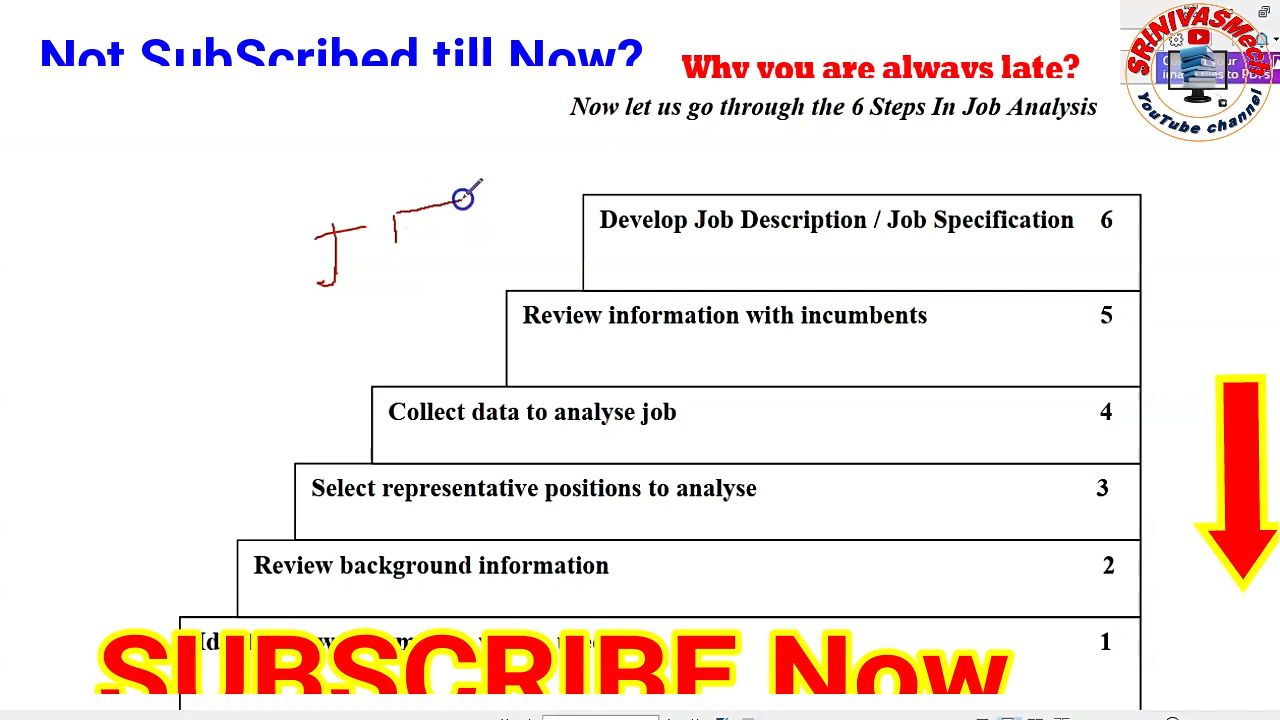 Not SubScribed till Now?
Why you are always late?
SRINIVASMech
YouTube channel
Now let us go through the 6 Steps In Job Analysis
J
Develop Job Description / Job Specification 6
Review information with incumbents 5
Collect data to analyse job 4
Select representative positions to analyse 3
Review background information 2
1
SUBSCRIBE Now